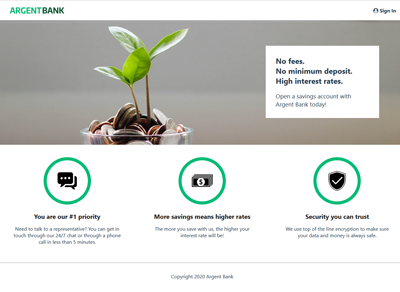 ARGENTBANK
Sign In
No fees.
No minimum deposit.
High interest rates.
Open a savings account with
Argent Bank today!
You are our #1 priority
Need to talk to a representative? You can get in
touch through our 24/7 chat or through a phone
call in less than 5 minutes.
More savings means higher rates
The more you save with us, the higher your
interest rate will be!
Security you can trust
We use top of the line encryption to make sure
your data and money is always safe.
Copyright 2020 Argent Bank